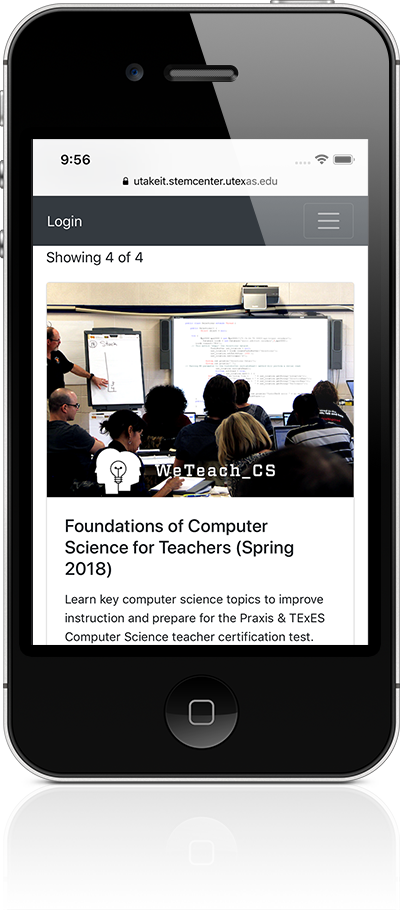 9:56
utakeit.stemcenter.utexas.edu
Login
Showing 4 of 4
WeTeach_CS
Foundations of Computer
Science for Teachers (Spring
2018)
Learn key computer science topics to improve
instruction and prepare for the Praxis & TExES
Computer Science teacher certification test.